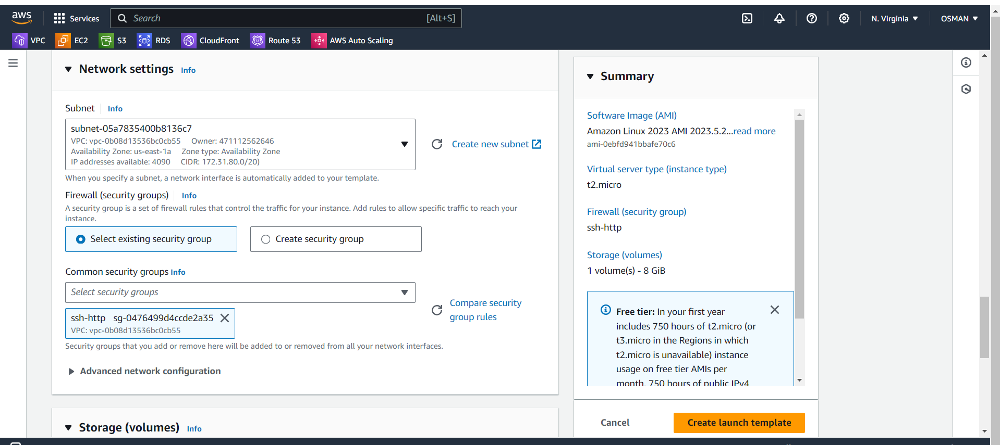 aws
Services
Search [Alt+S]
N. Virginia
OSMAN
VPC
EC2
S3
RDS
CloudFront
Route 53
AWS Auto Scaling
Network settings Info
Subnet Info
subnet-05a7835400b8136c7
VPC: vpc-0b08d13536bc0cb55 Owner: 471112562646
Availability Zone: us-east-1a Zone type: Availability Zone
IP addresses available: 4090 CIDR: 172.31.80.0/20)
Create new subnet
When you specify a subnet, a network interface is automatically added to your template.
Firewall (security groups) Info
A security group is a set of firewall rules that control the traffic for your instance. Add rules to allow specific traffic to reach your
instance.
Select existing security group
Create security group
Common security groups Info
Select security groups
ssh-http sg-0476499d4ccde2a35
VPC: vpc-0b08d13536bc0cb55
Compare security
group rules
Security groups that you add or remove here will be added to or removed from all your network interfaces.
Advanced network configuration
Storage (volumes) Info
Summary
Software Image (AMI)
Amazon Linux 2023 AMI 2023.5.2...read more
ami-0ebfd941bbafe70c6
Virtual server type (instance type)
t2.micro
Firewall (security group)
ssh-http
Storage (volumes)
1 volume(s) - 8 GiB
Free tier: In your first year
includes 750 hours of t2.micro (or
t3.micro in the Regions in which
t2.micro is unavailable) instance
usage on free tier AMIs per
month, 750 hours of public IPv4
Cancel
Create launch template